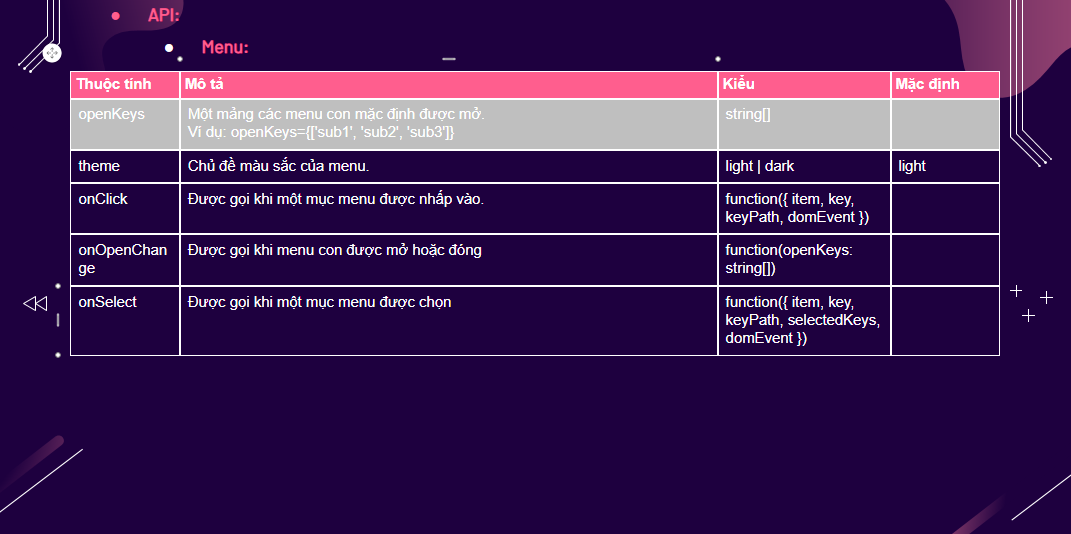 API:
Menu:
Thuộc tính Mô tả Kiểu Mặc định
openKeys Một mảng các menu con mặc định được mở. string[]
Ví dụ: openKeys={['sub1', 'sub2', 'sub3']}
theme Chủ đề màu sắc của menu. light | dark light
onClick Được gọi khi một mục menu được nhấp vào. function({ item, key,
keyPath, domEvent })
onOpenChan Được gọi khi menu con được mở hoặc đóng function(openKeys:
ge string[])
onSelect Được gọi khi một mục menu được chọn function({ item, key,
keyPath, selectedKeys,
domEvent })